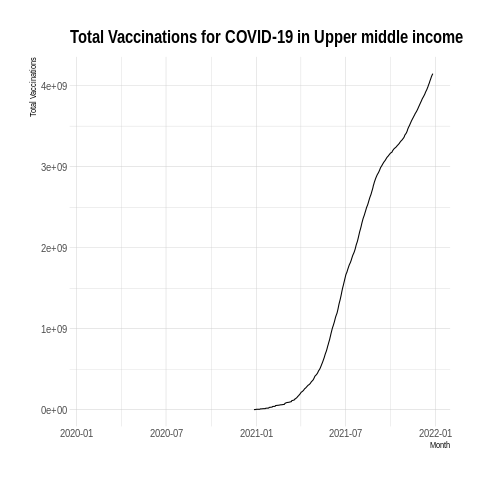 Total Vaccinations for COVID-19 in Upper middle income
Total Vaccinations
4e+09
3e+09
2e+09
1e+09
0e+00
2020-01 2020-07 2021-01 2021-07 2022-01
Month